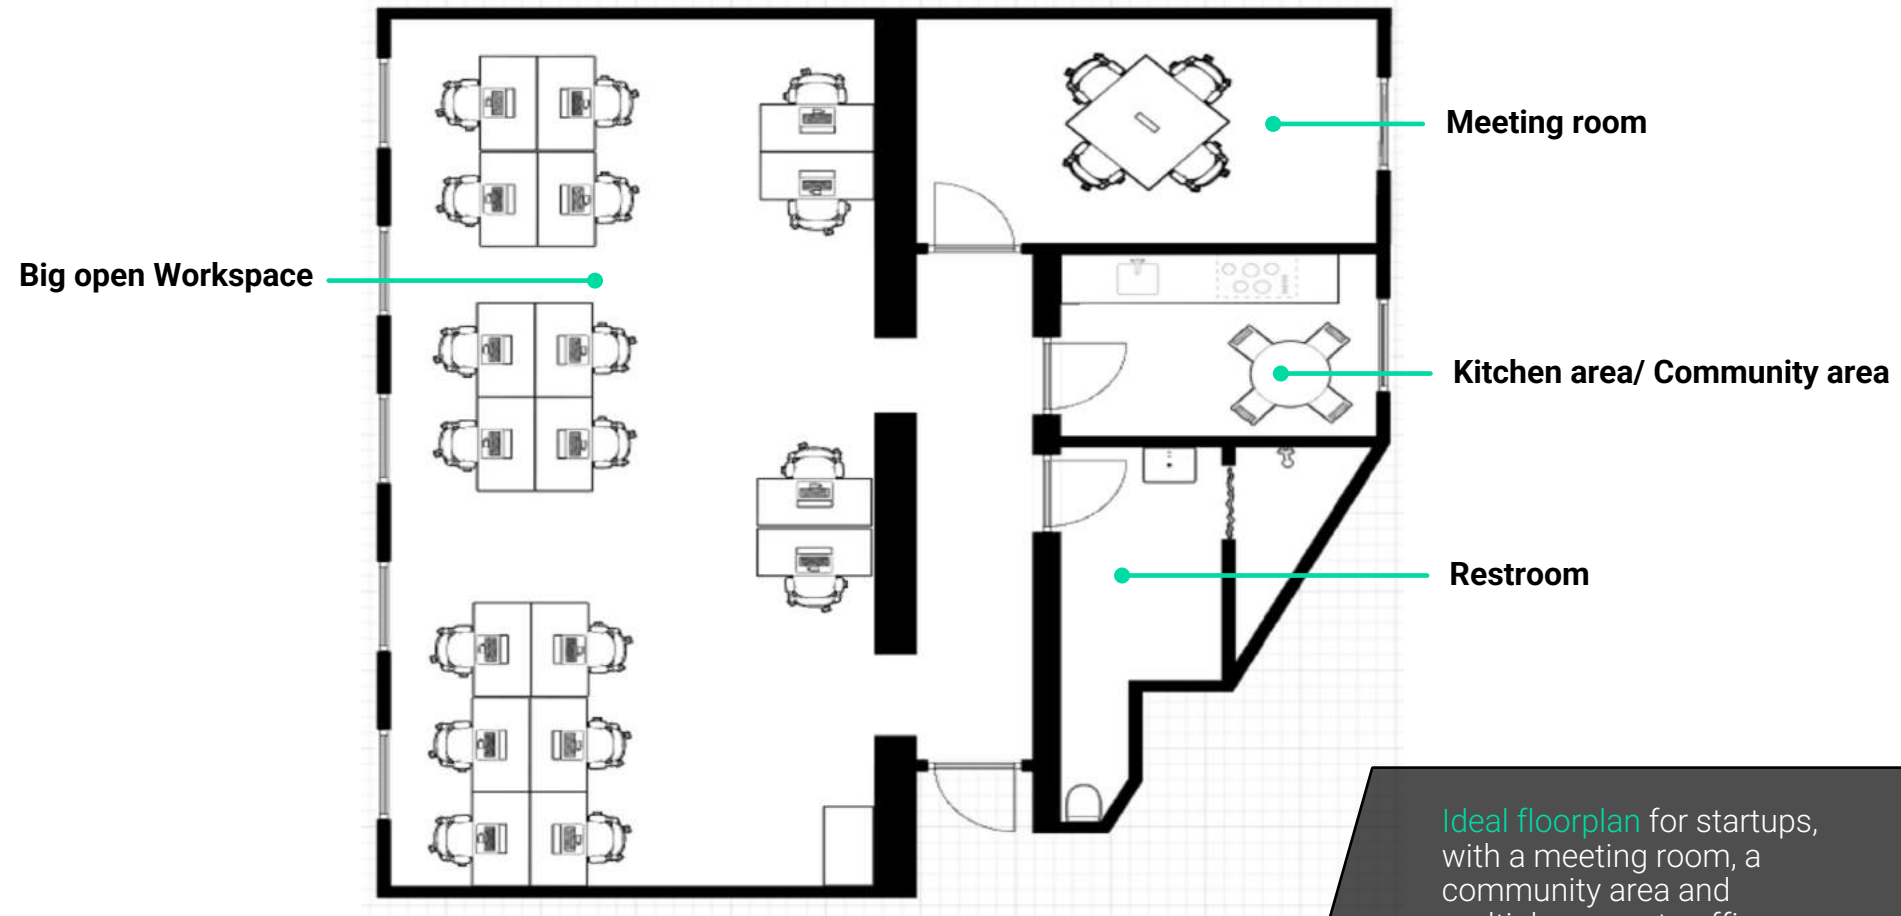 Meeting room
Big open Workspace
Kitchen area/ Community area
Restroom
Ideal floorplan for startups,
with a meeting room, a
community area and